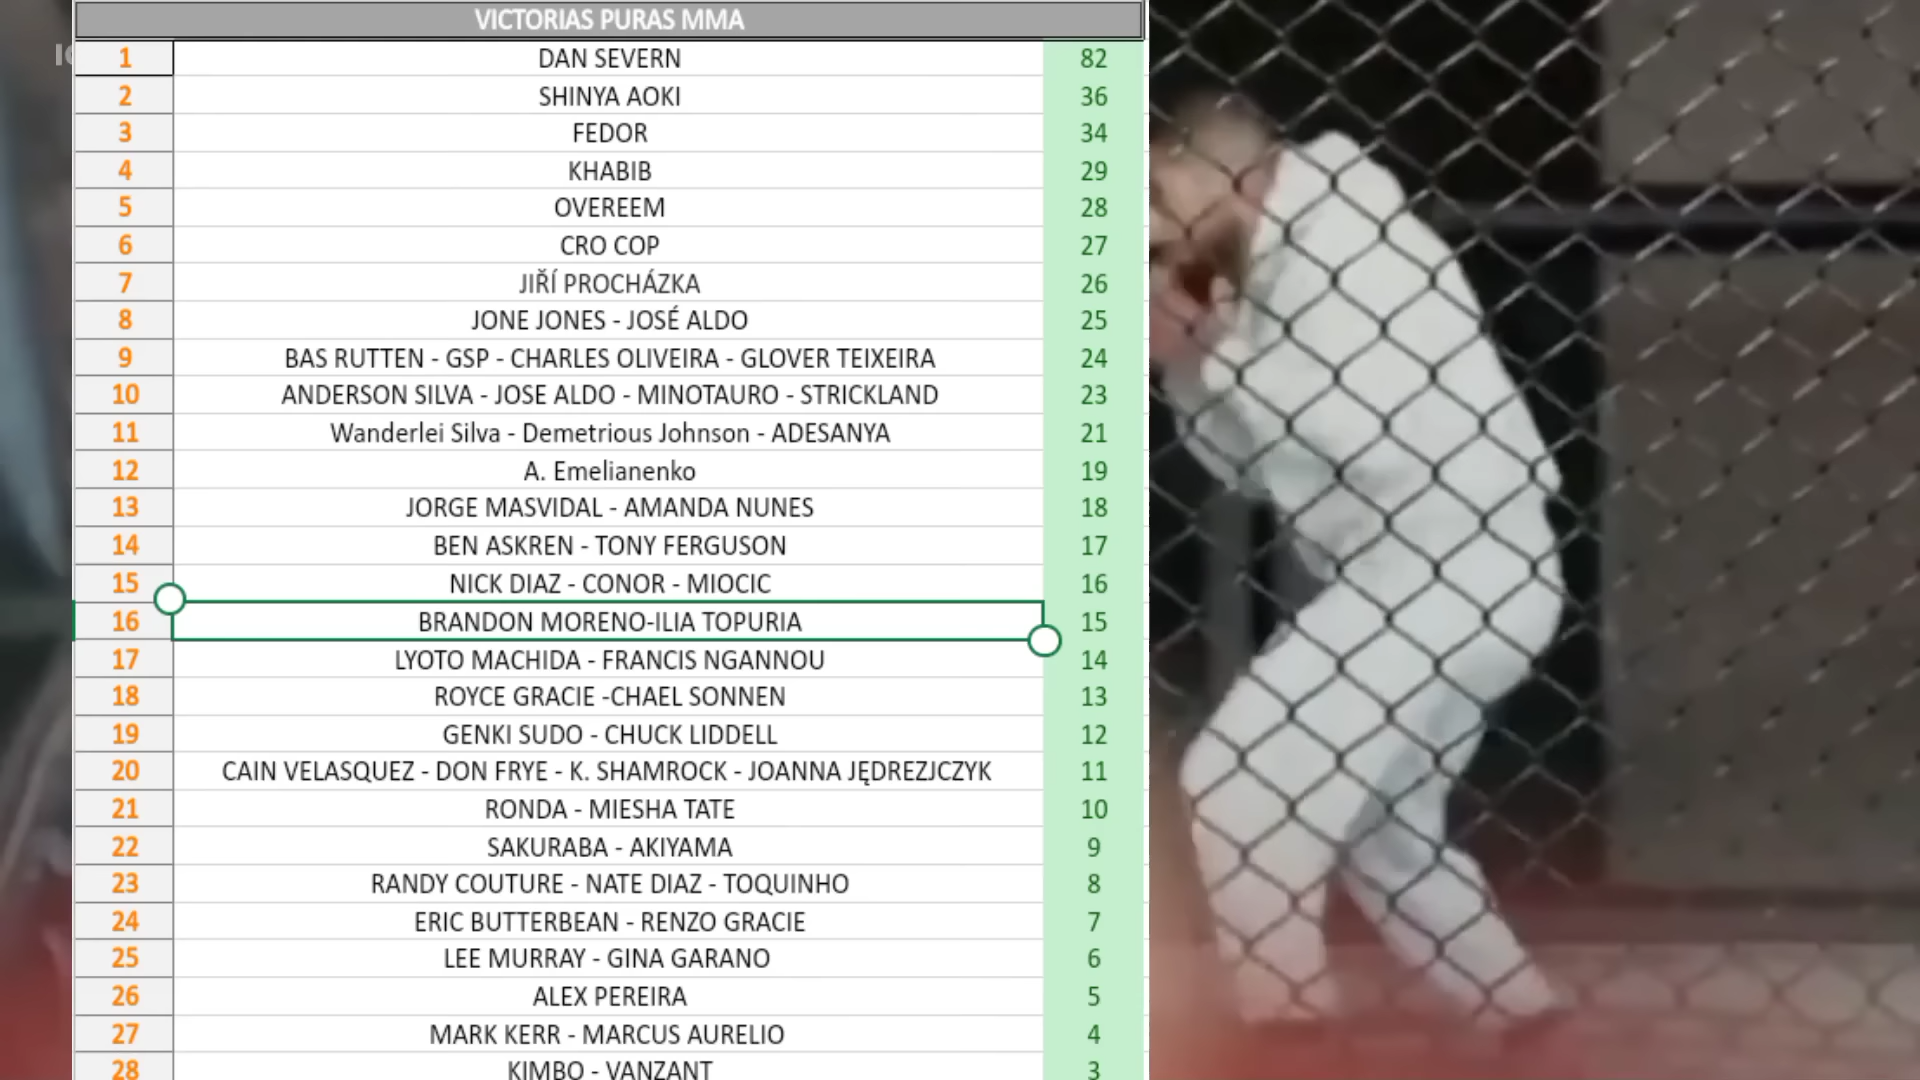 VICTORIAS PURAS MMA
1 DAN SEVERN 82
2 SHINYA AOKI 36
3 FEDOR 34
4 KHABIB 29
5 OVEREEM 28
6 CRO COP 27
7 JIŘÍ PROCHÁZKA 26
8 JONE JONES - JOSÉ ALDO 25
9 BAS RUTTEN - GSP - CHARLES OLIVEIRA - GLOVER TEIXEIRA 24
10 ANDERSON SILVA - JOSE ALDO - MINOTAURO - STRICKLAND 23
11 Wanderlei Silva - Demetrious Johnson - ADESANYA 21
12 A. Emelianenko 19
13 JORGE MASVIDAL - AMANDA NUNES 18
14 BEN ASKREN - TONY FERGUSON 17
15 NICK DIAZ - CONOR - MIOCIC 16
16 BRANDON MORENO-ILIA TOPURIA 15
17 LYOTO MACHIDA - FRANCIS NGANNOU 14
18 ROYCE GRACIE -CHAEL SONNEN 13
19 GENKI SUDO - CHUCK LIDDELL 12
20 CAIN VELASQUEZ - DON FRYE - K. SHAMROCK - JOANNA JĘDREZJCZYK 11
21 RONDA - MIESHA TATE 10
22 SAKURABA - AKIYAMA 9
23 RANDY COUTURE - NATE DIAZ - TOQUINHO 8
24 ERIC BUTTERBEAN - RENZO GRACIE 7
25 LEE MURRAY - GINA GARANO 6
26 ALEX PEREIRA 5
27 MARK KERR - MARCUS AURELIO 4
28 KIMBO - VANZANT 3